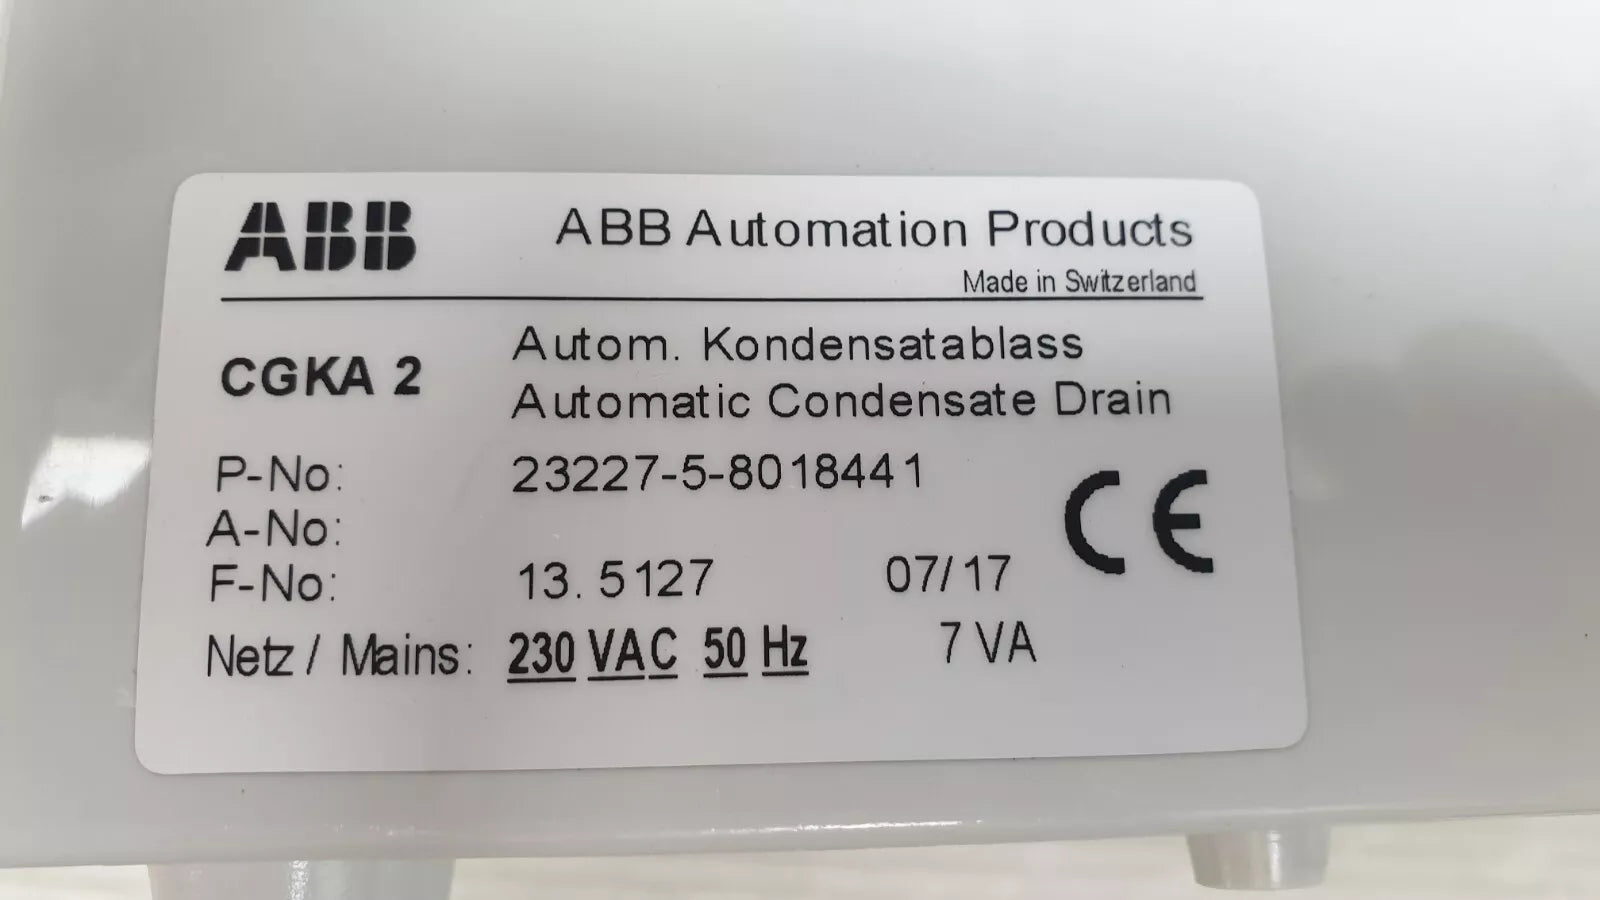 ABB ABB Automation Products
Made in Switzerland
CGKA 2
Autom. Kondensatablass
Automatic Condensate Drain
P-No: 23227-5-8018441
A-No:
F-No: 13. 5127 07/17
CE
Netz / Mains: 230 VAC 50 Hz 7 VA